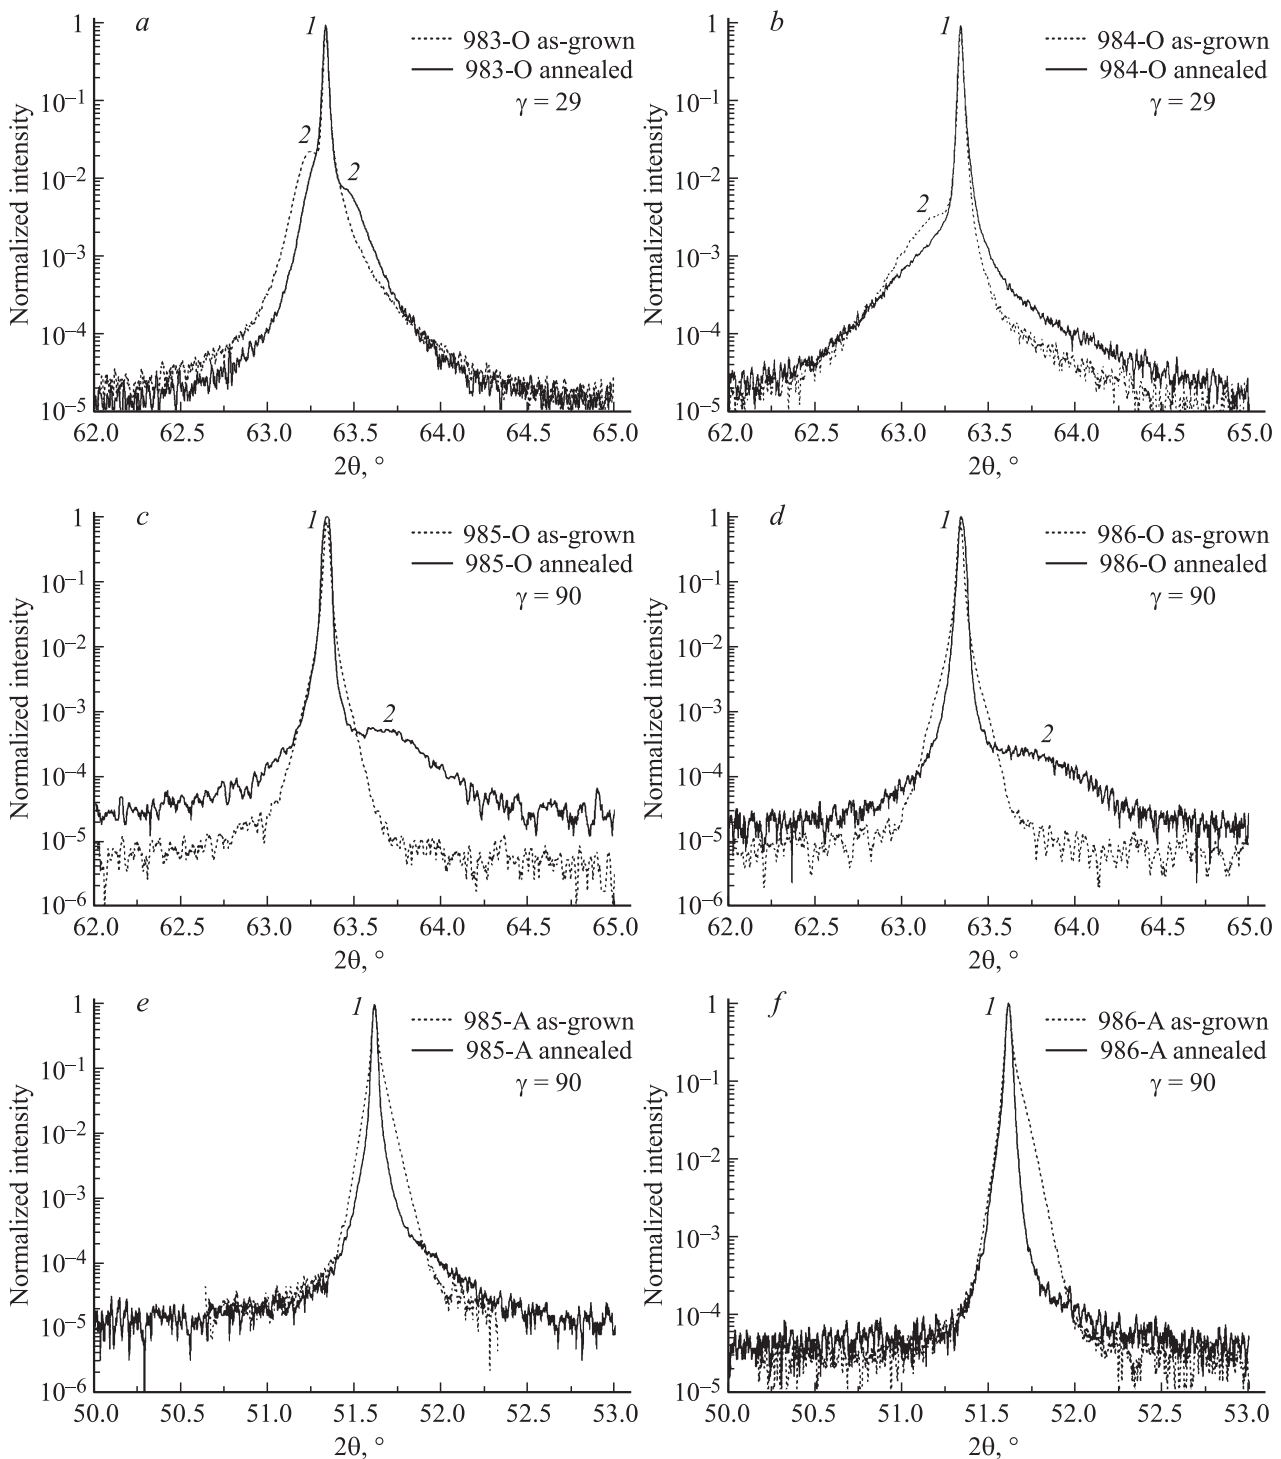 a
1
983-O as-grown
983-O annealed
γ = 29
2
2
Normalized intensity
1
10⁻¹
10⁻²
10⁻³
10⁻⁴
10⁻⁵
62.0 62.5 63.0 63.5 64.0 64.5 65.0
2θ, °
b
1
984-O as-grown
984-O annealed
γ = 29
2
Normalized intensity
1
10⁻¹
10⁻²
10⁻³
10⁻⁴
10⁻⁵
62.0 62.5 63.0 63.5 64.0 64.5 65.0
2θ, °
c
1
985-O as-grown
985-O annealed
γ = 90
2
Normalized intensity
1
10⁻¹
10⁻²
10⁻³
10⁻⁴
10⁻⁵
10⁻⁶
62.0 62.5 63.0 63.5 64.0 64.5 65.0
2θ, °
d
1
986-O as-grown
986-O annealed
γ = 90
2
Normalized intensity
1
10⁻¹
10⁻²
10⁻³
10⁻⁴
10⁻⁵
10⁻⁶
62.0 62.5 63.0 63.5 64.0 64.5 65.0
2θ, °
e
1
985-A as-grown
985-A annealed
γ = 90
Normalized intensity
1
10⁻¹
10⁻²
10⁻³
10⁻⁴
10⁻⁵
10⁻⁶
50.0 50.5 51.0 51.5 52.0 52.5 53.0
2θ, °
f
1
986-A as-grown
986-A annealed
γ = 90
Normalized intensity
1
10⁻¹
10⁻²
10⁻³
10⁻⁴
10⁻⁵
50.0 50.5 51.0 51.5 52.0 52.5 53.0
2θ, °